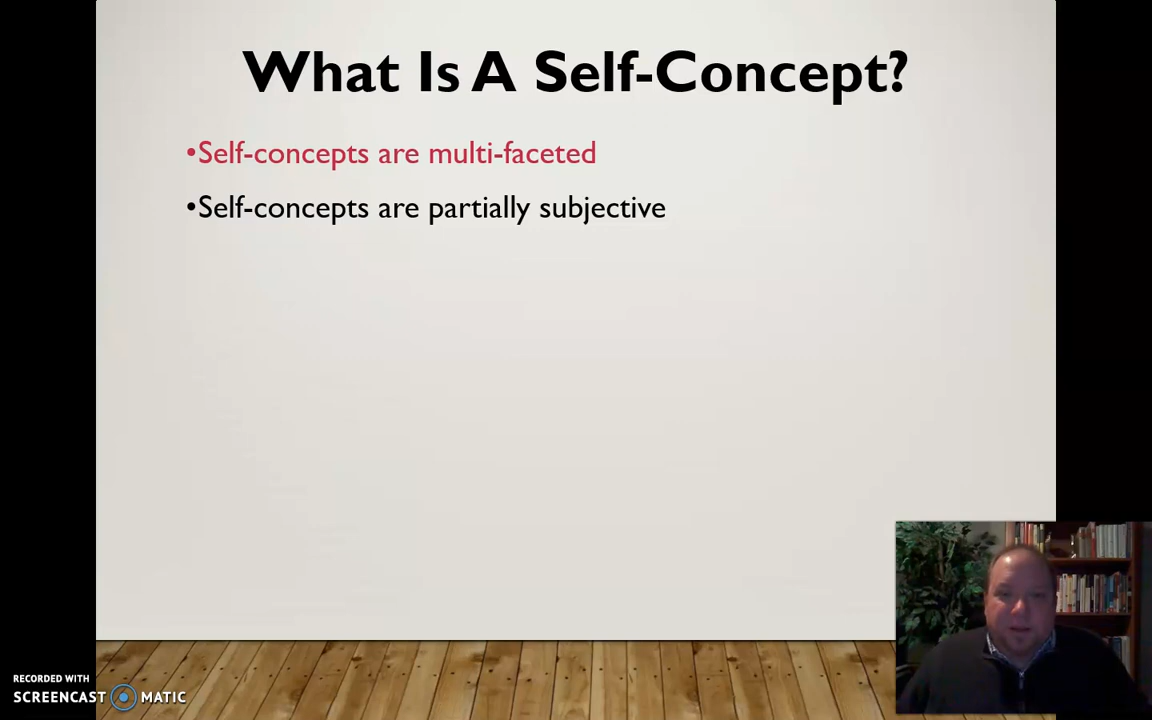 What Is A Self-Concept?
•Self-concepts are multi-faceted
•Self-concepts are partially subjective
RECORDED WITH
SCREENCAST MATIC